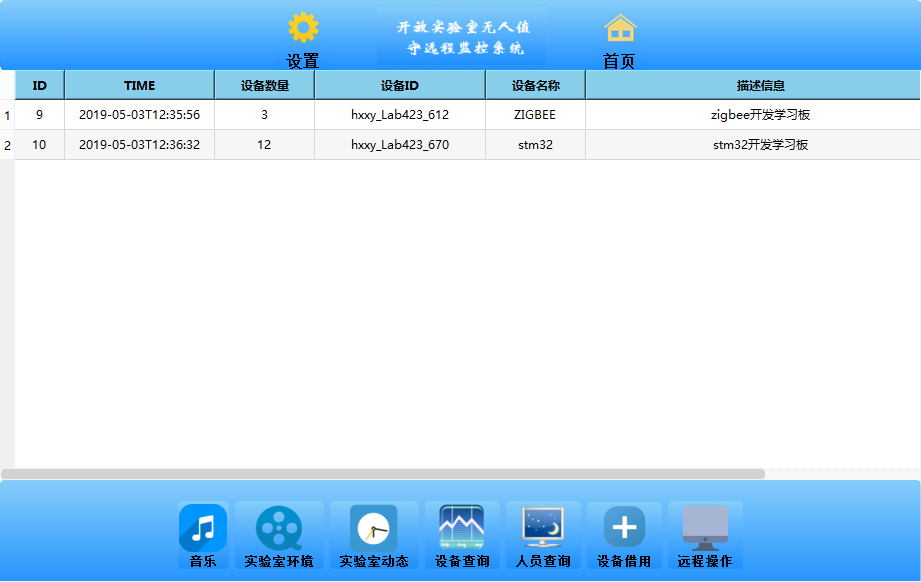 开放实验室无人值
守远程监控系统
设置
首页
ID TIME 设备数量 设备ID 设备名称 描述信息
1 9 2019-05-03T12:35:56 3 hxxy_Lab423_612 ZIGBEE zigbee开发学习板
2 10 2019-05-03T12:36:32 12 hxxy_Lab423_670 stm32 stm32开发学习板
音乐 实验室环境 实验室动态 设备查询 人员查询 设备借用 远程操作